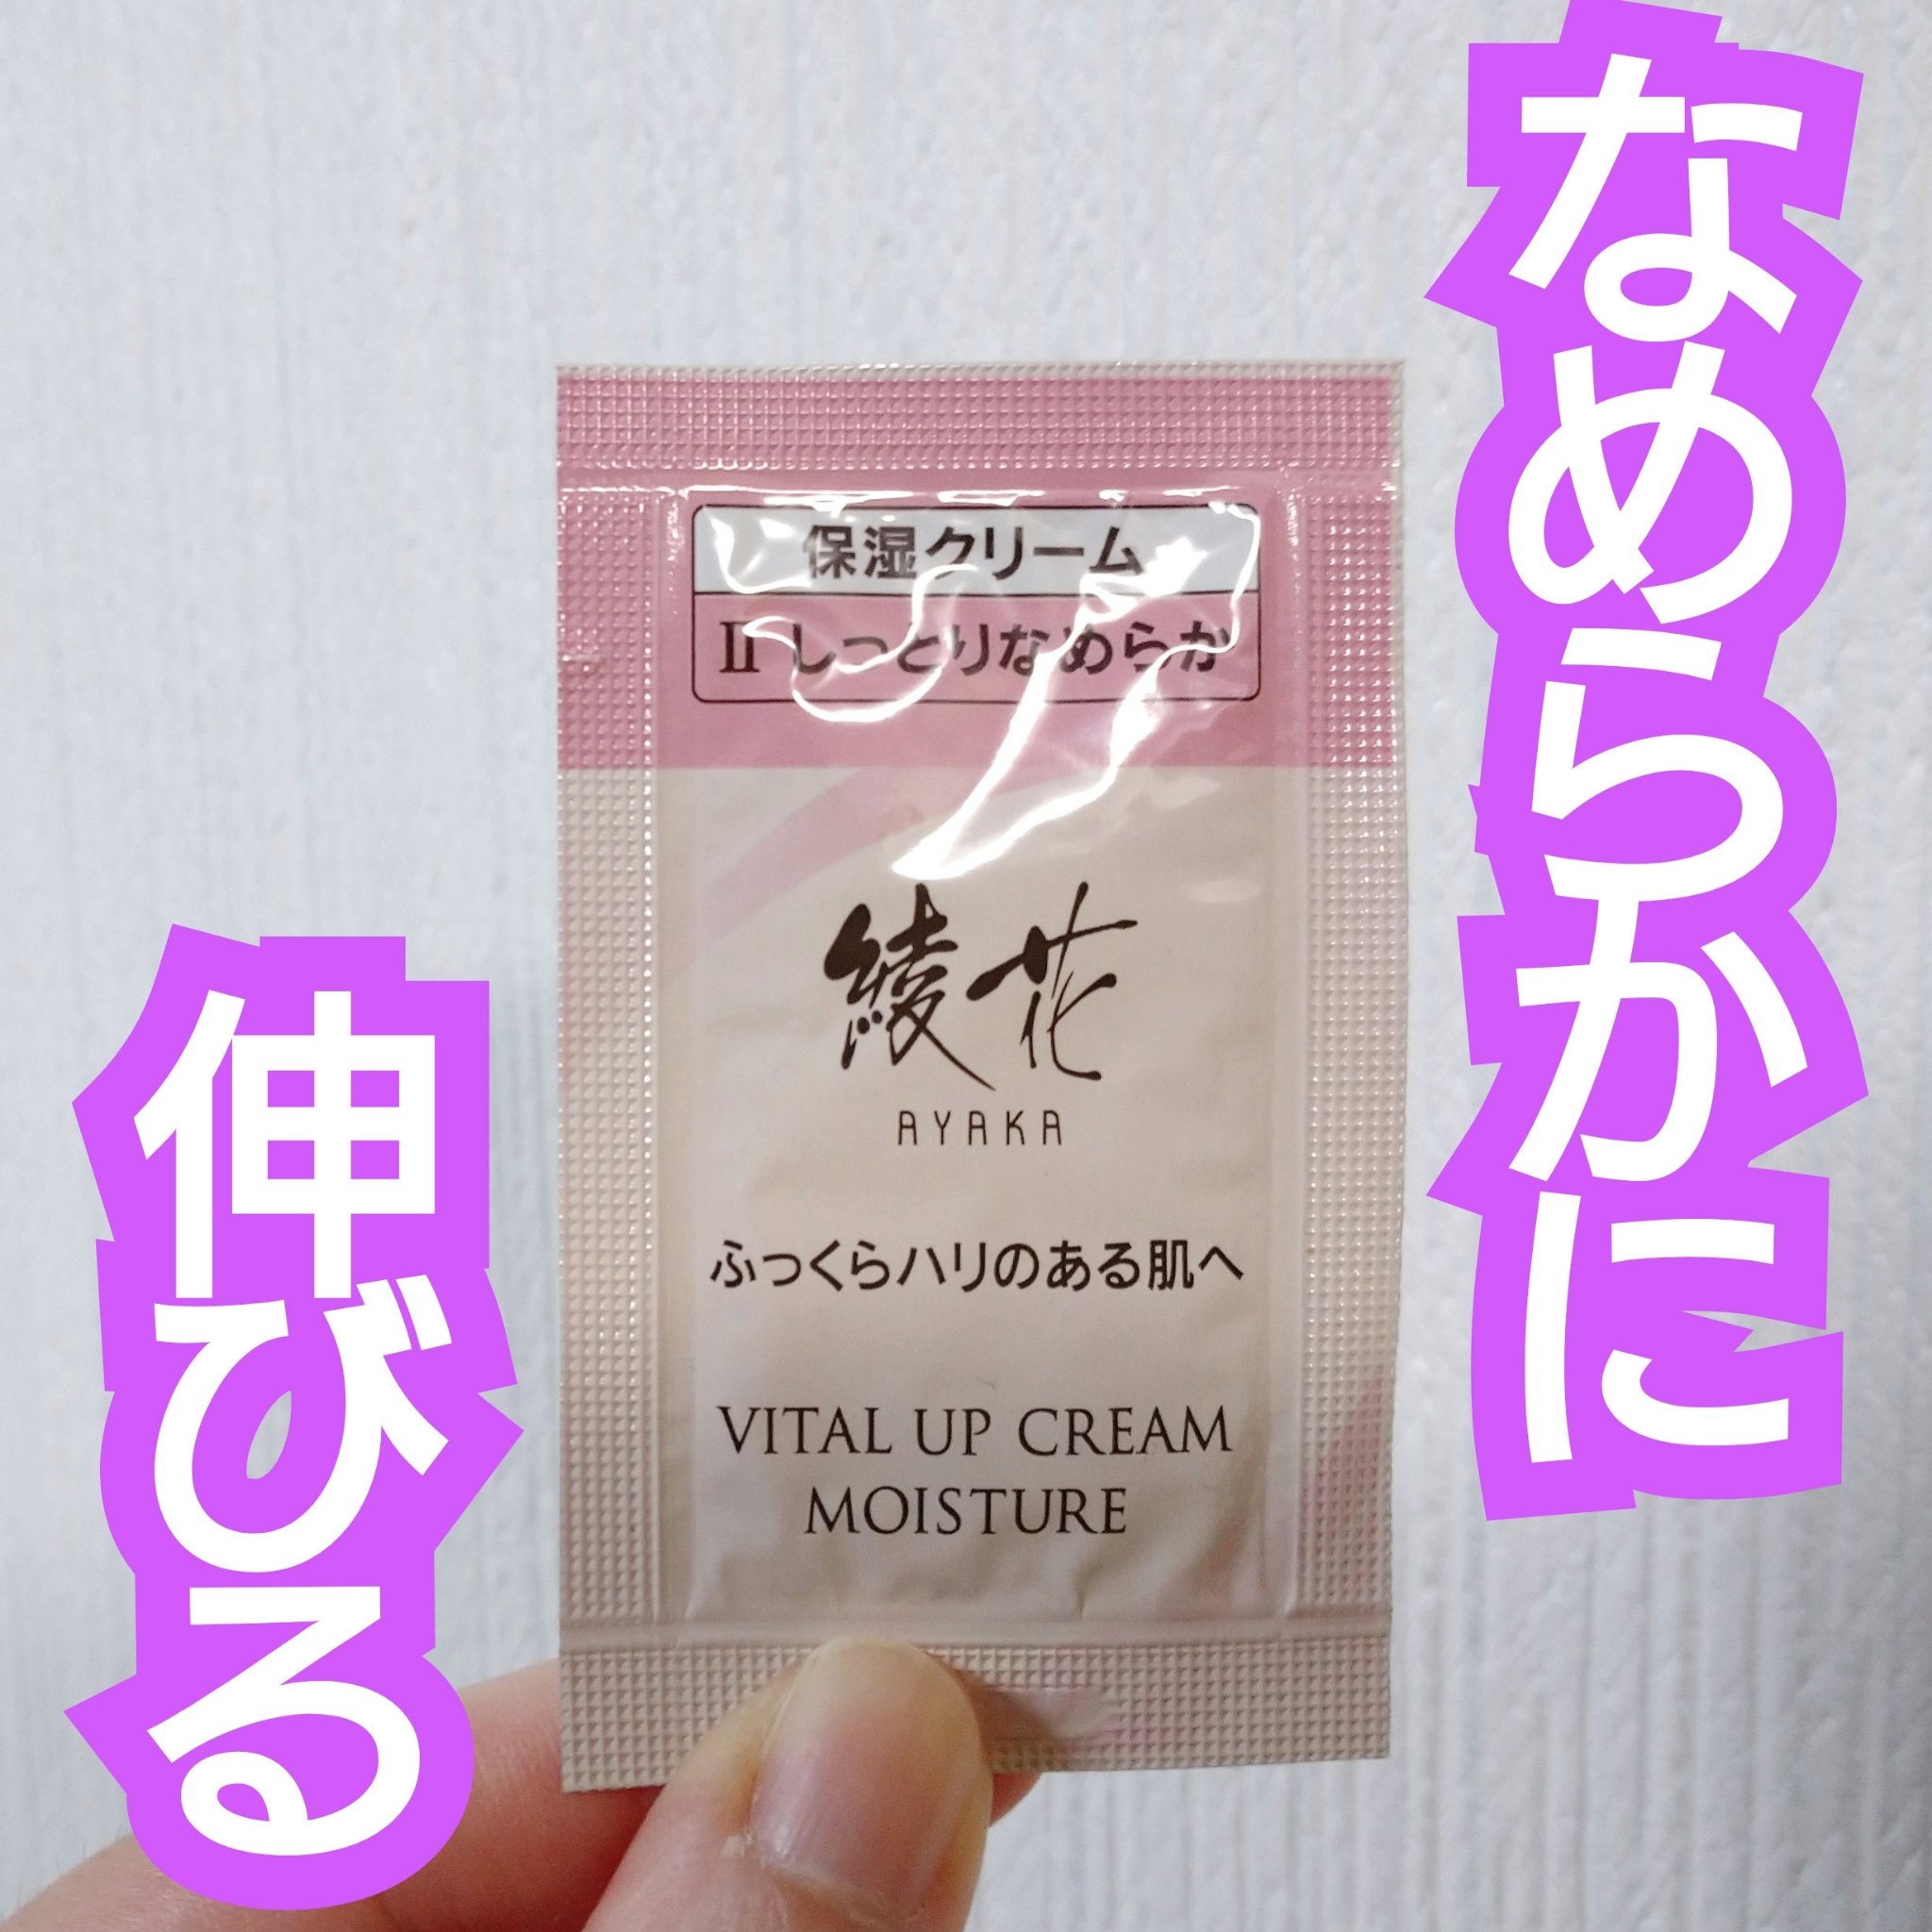 なめらかに
伸びる
保湿クリーム
II しっとりなめらか
綾花
AYAKA
ふっくらハリのある肌へ
VITAL UP CREAM
MOISTURE